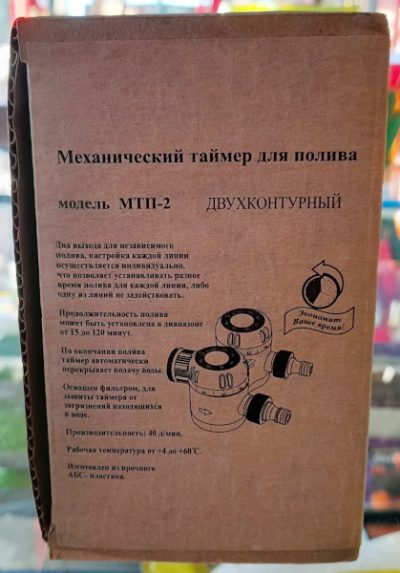 Механический таймер для полива
модель МТП-2 ДВУХКОНТУРНЫЙ
Два выхода для независимого
полива, настройка каждой линии
осуществляется индивидуально,
что позволяет устанавливать разное
время полива для каждой линии, либо
одну из линий не задействовать.
Экономит
Ваше время!
Продолжительность полива
может быть установлена в диапазоне
от 15 до 120 минут.
По окончании полива
таймер автоматически
перекрывает подачу воды.
Оснащен фильтром, для
защиты таймера от
загрязнений находящихся
в воде.
Производительность: 40 л/мин.
Рабочая температура от +4 до +60°С.
Изготовлен из прочного
АБС- пластика.